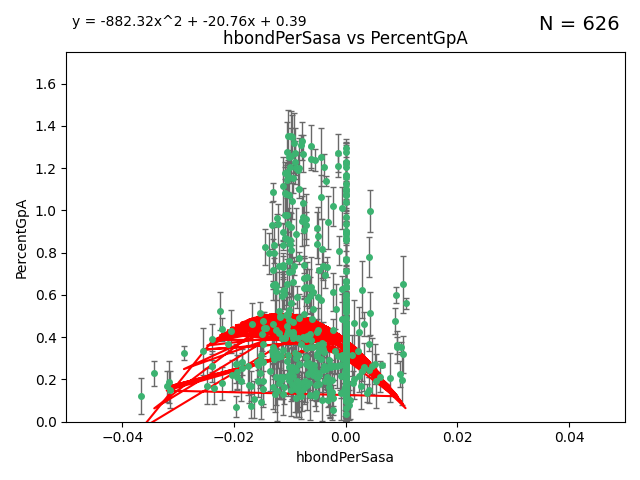 y = -882.32x^2 + -20.76x + 0.39
N = 626
hbondPerSasa vs PercentGpA
1.6
1.4
1.2
1.0
0.8
0.6
0.4
0.2
0.0
PercentGpA
−0.04
−0.02
0.00
0.02
0.04
hbondPerSasa